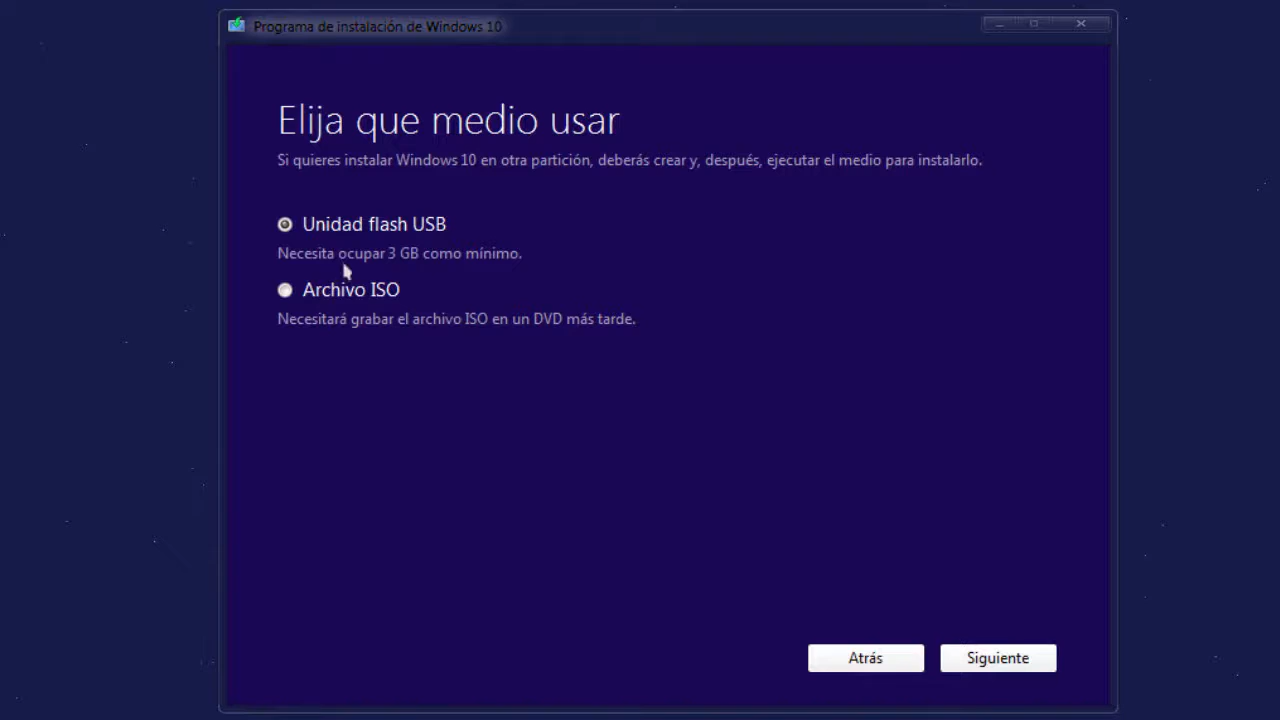 Programa de instalación de Windows 10
Elija que medio usar
Si quieres instalar Windows 10 en otra partición, deberás crear y, después, ejecutar el medio para instalarlo.
Unidad flash USB
Necesita ocupar 3 GB como mínimo.
Archivo ISO
Necesitará grabar el archivo ISO en un DVD más tarde.
Atrás
Siguiente